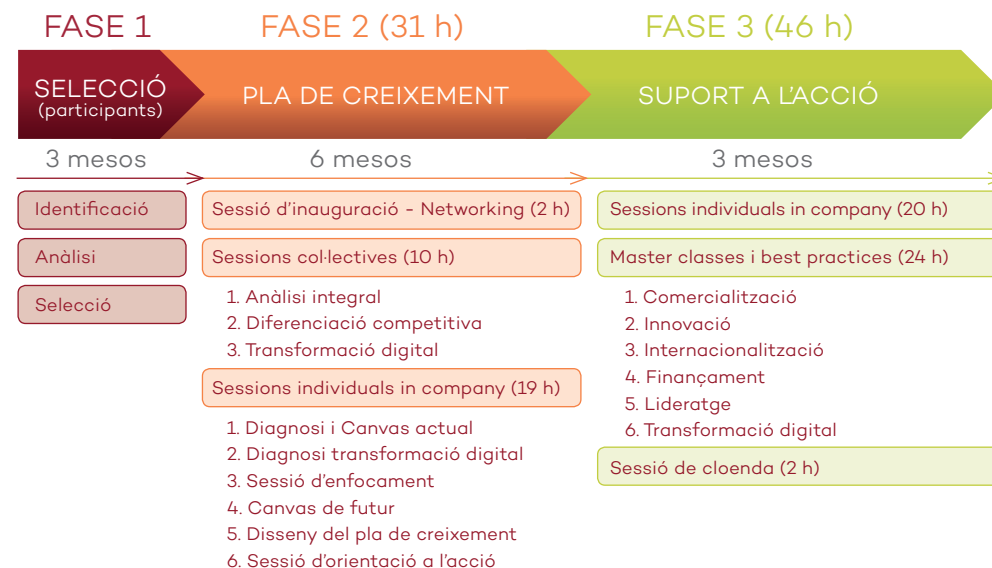 FASE 1
SELECCIÓ
(participants)
3 mesos
Identificació
Anàlisi
Selecció
FASE 2 (31 h)
PLA DE CREIXEMENT
6 mesos
Sessió d'inauguració - Networking (2 h)
Sessions col·lectives (10 h)
1. Anàlisi integral
2. Diferenciació competitiva
3. Transformació digital
Sessions individuals in company (19 h)
1. Diagnosi i Canvas actual
2. Diagnosi transformació digital
3. Sessió d'enfocament
4. Canvas de futur
5. Disseny del pla de creixement
6. Sessió d'orientació a l'acció
FASE 3 (46 h)
SUPORT A L'ACCIÓ
3 mesos
Sessions individuals in company (20 h)
Master classes i best practices (24 h)
1. Comercialització
2. Innovació
3. Internacionalització
4. Finançament
5. Lideratge
6. Transformació digital
Sessió de cloenda (2 h)